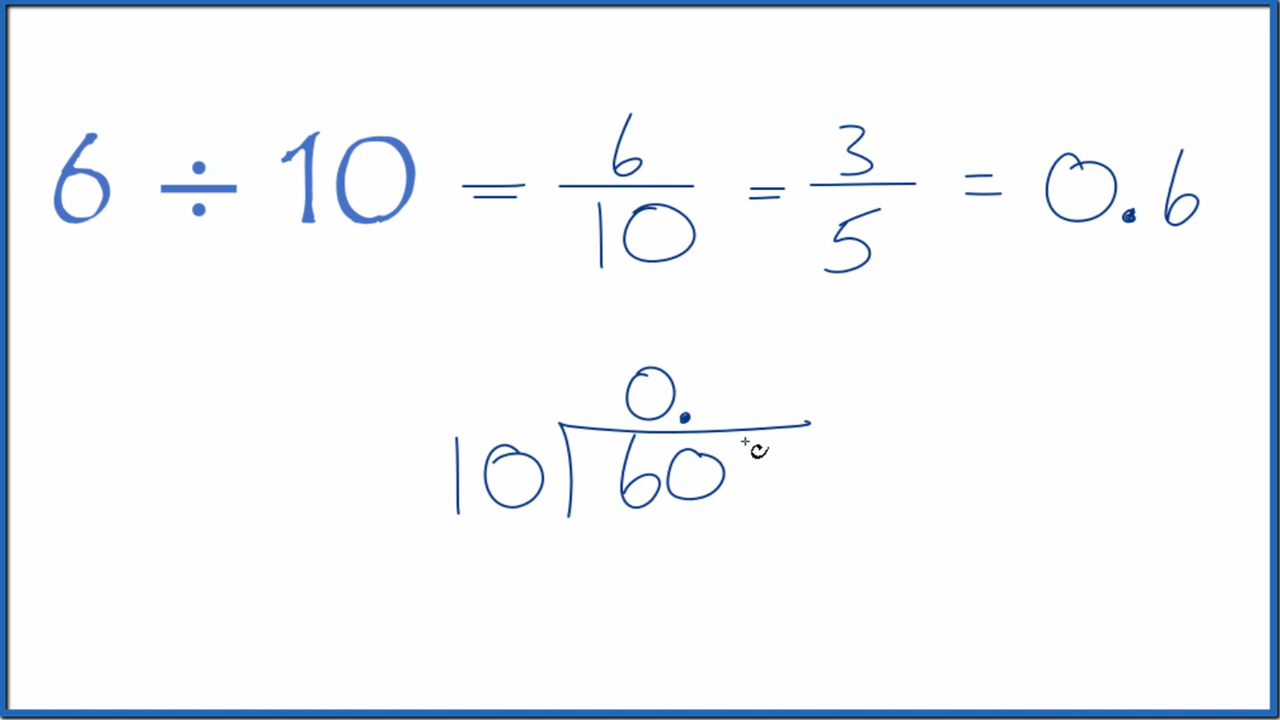 6 ÷ 10 = 6/10 = 3/5 = 0.6
0.
10)60